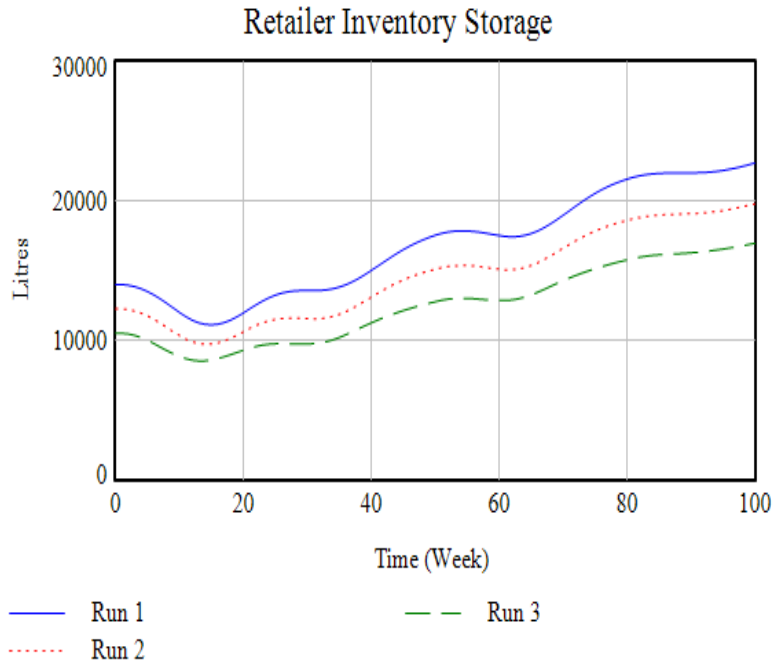 Retailer Inventory Storage
30000
20000
10000
0
Litres
0 20 40 60 80 100
Time (Week)
Run 1
Run 2
Run 3